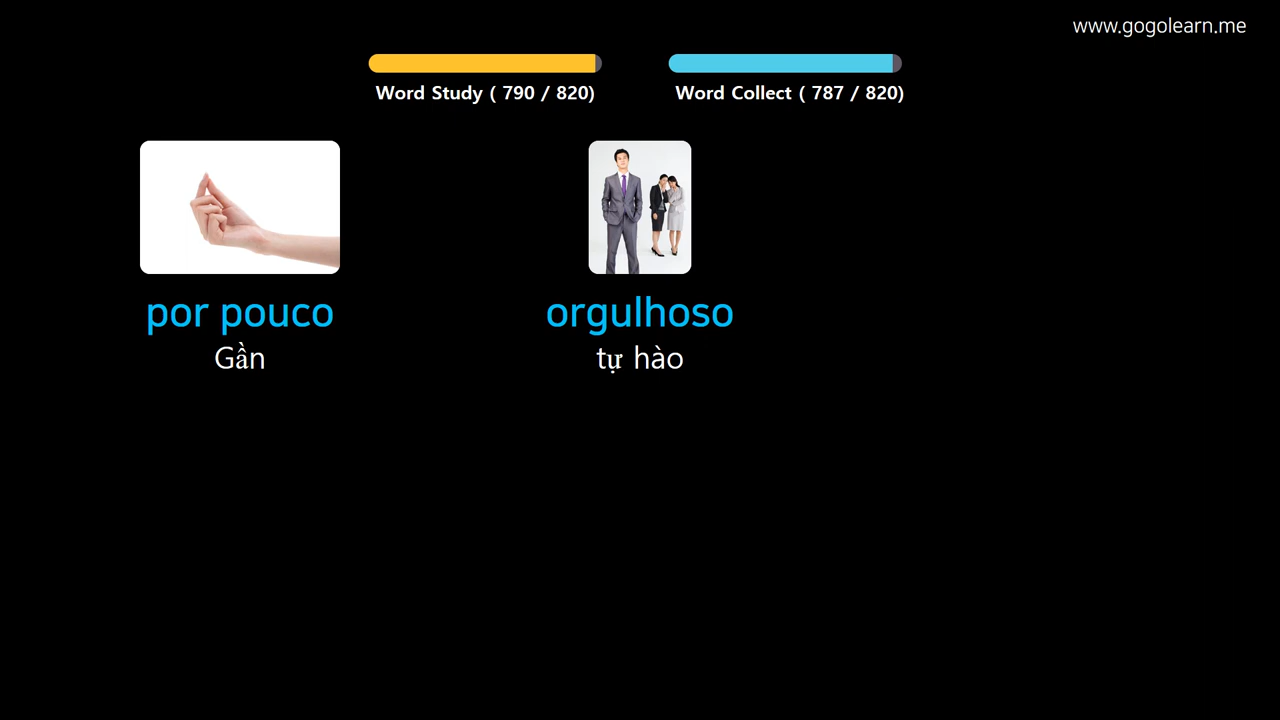 www.gogolearn.me
Word Study ( 790 / 820)
Word Collect ( 787 / 820)
por pouco
Gần
orgulhoso
tự hào